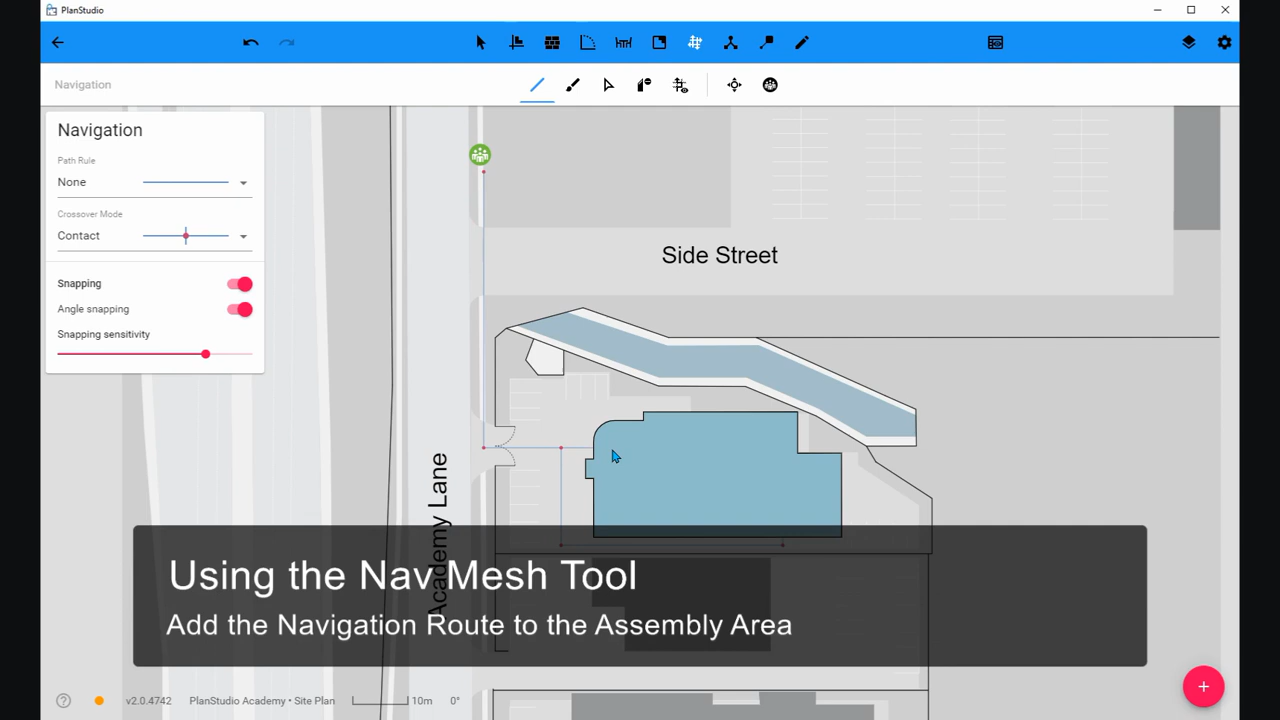 PlanStudio
Navigation
Navigation
Path Rule
None
Crossover Mode
Contact
Snapping
Angle snapping
Snapping sensitivity
Side Street
Academy Lane
Using the Nav Mesh Tool
Add the Navigation Route to the Assembly Area
v2.0.4742
PlanStudio Academy • Site Plan
10m
0°